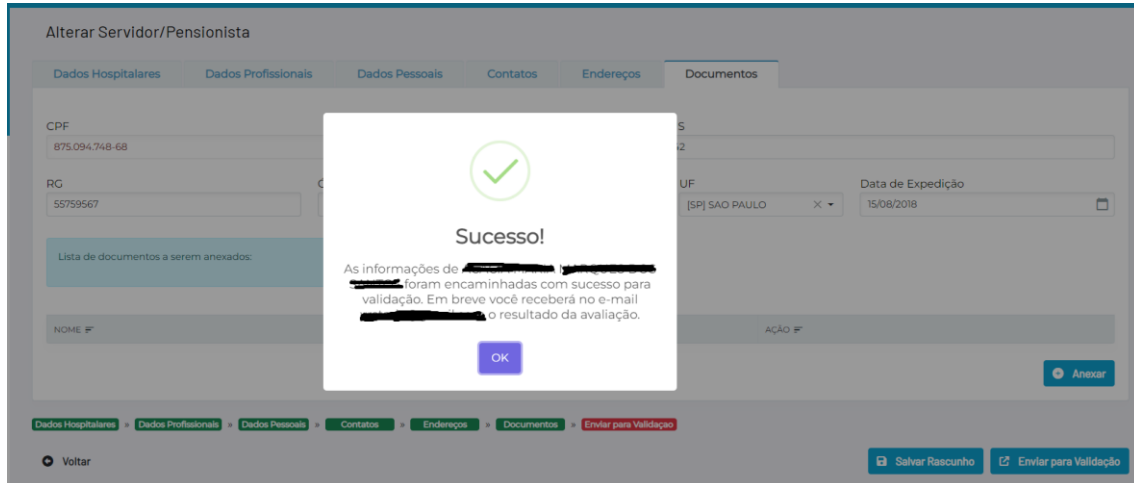 Alterar Servidor/Pensionista
Dados Hospitalares Dados Profissionais Dados Pessoais Contatos Endereços Documentos
CPF S
875.094.748-68
RG UF Data de Expedição
55759567 [SP] SAO PAULO 15/08/2018
Sucesso!
Lista de documentos a serem anexados:
As informações de
foram encaminhadas com sucesso para
validação. Em breve você receberá no e-mail
o resultado da avaliação.
NOME AÇÃO
OK
Anexar
Dados Hospitalares » Dados Profissionais » Dados Pessoais » Contatos » Endereços » Documentos » Enviar para Validaçao
Voltar Salvar Rascunho Enviar para Validação